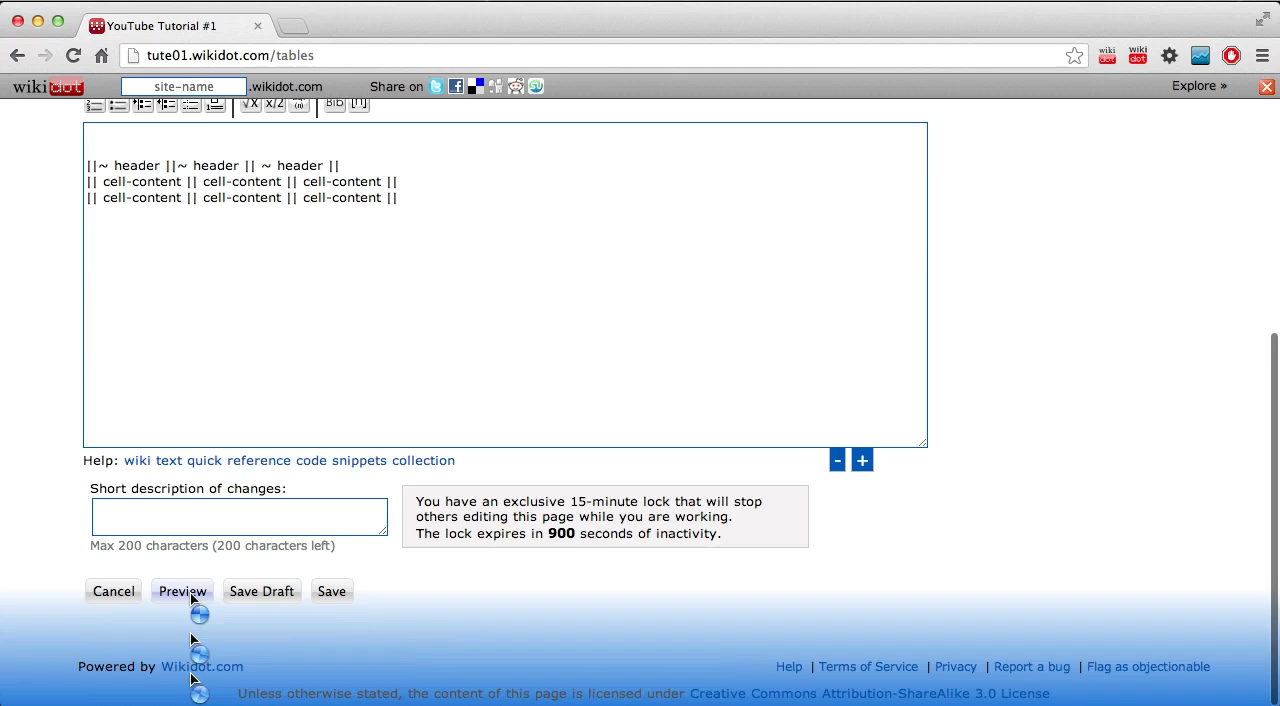 YouTube Tutorial #1
tute01.wikidot.com/tables
wikidot site-name .wikidot.com Share on Explore »
√X X/2 (n) Bib [1]
||~ header ||~ header || ~ header ||
|| cell-content || cell-content || cell-content ||
|| cell-content || cell-content || cell-content ||
Help: wiki text quick reference code snippets collection - +
Short description of changes:
You have an exclusive 15-minute lock that will stop
others editing this page while you are working.
The lock expires in 900 seconds of inactivity.
Max 200 characters (200 characters left)
Cancel Preview Save Draft Save
Powered by Wikidot.com Help | Terms of Service | Privacy | Report a bug | Flag as objectionable
Unless otherwise stated, the content of this page is licensed under Creative Commons Attribution-ShareAlike 3.0 License